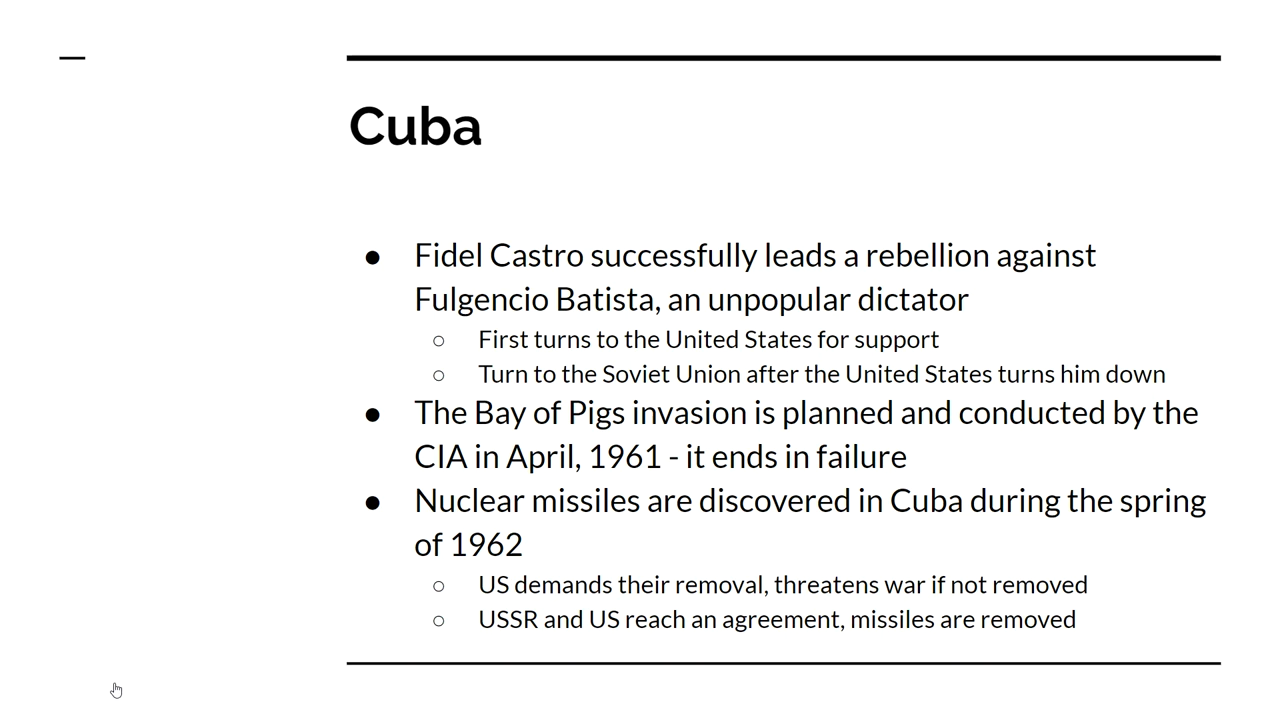 Cuba
● Fidel Castro successfully leads a rebellion against
Fulgencio Batista, an unpopular dictator
○ First turns to the United States for support
○ Turn to the Soviet Union after the United States turns him down
● The Bay of Pigs invasion is planned and conducted by the
CIA in April, 1961 - it ends in failure
● Nuclear missiles are discovered in Cuba during the spring
of 1962
○ US demands their removal, threatens war if not removed
○ USSR and US reach an agreement, missiles are removed